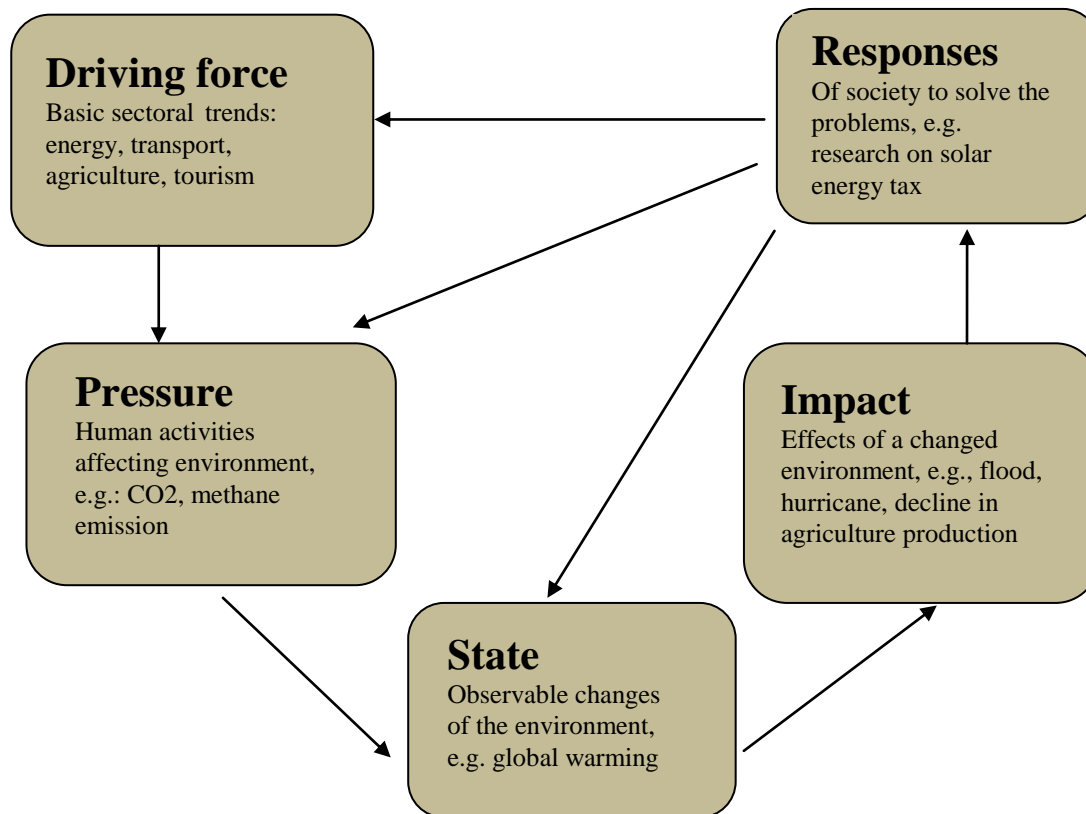 Driving force
Basic sectoral trends:
energy, transport,
agriculture, tourism
Responses
Of society to solve the
problems, e.g.
research on solar
energy tax
Pressure
Human activities
affecting environment,
e.g.: CO2, methane
emission
Impact
Effects of a changed
environment, e.g., flood,
hurricane, decline in
agriculture production
State
Observable changes
of the environment,
e.g. global warming